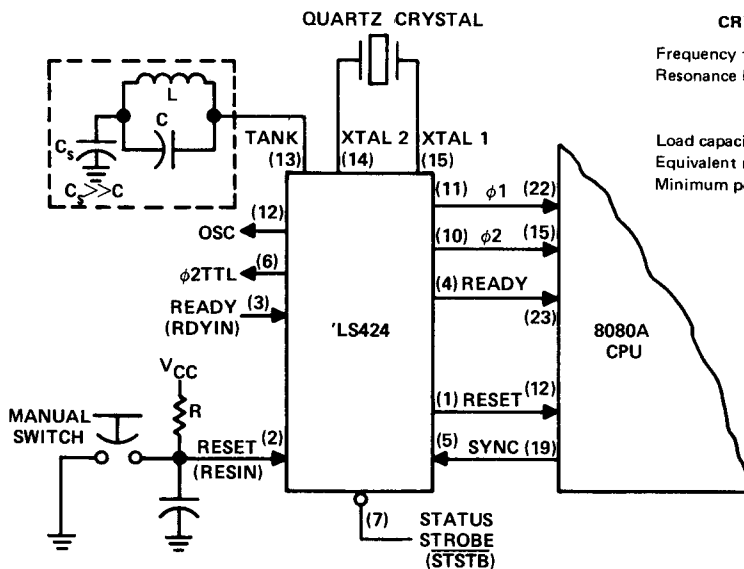 QUARTZ CRYSTAL
CR
Frequency
Resonance
Load capaci
Equivalent
Minimum
L
C
Cs
Cs>>C
TANK
(13)
XTAL 2
(14)
XTAL 1
(15)
(12)
OSC
(6)
φ2TTL
READY (3)
(RDYIN)
'LS424
(11) φ1 (22)
(10) φ2 (15)
(4) READY
(23)
8080A
CPU
VCC
R
MANUAL
SWITCH
RESET (2)
(RESIN)
(1) RESET (12)
(5) SYNC (19)
(7) STATUS
STROBE
(STSTB)